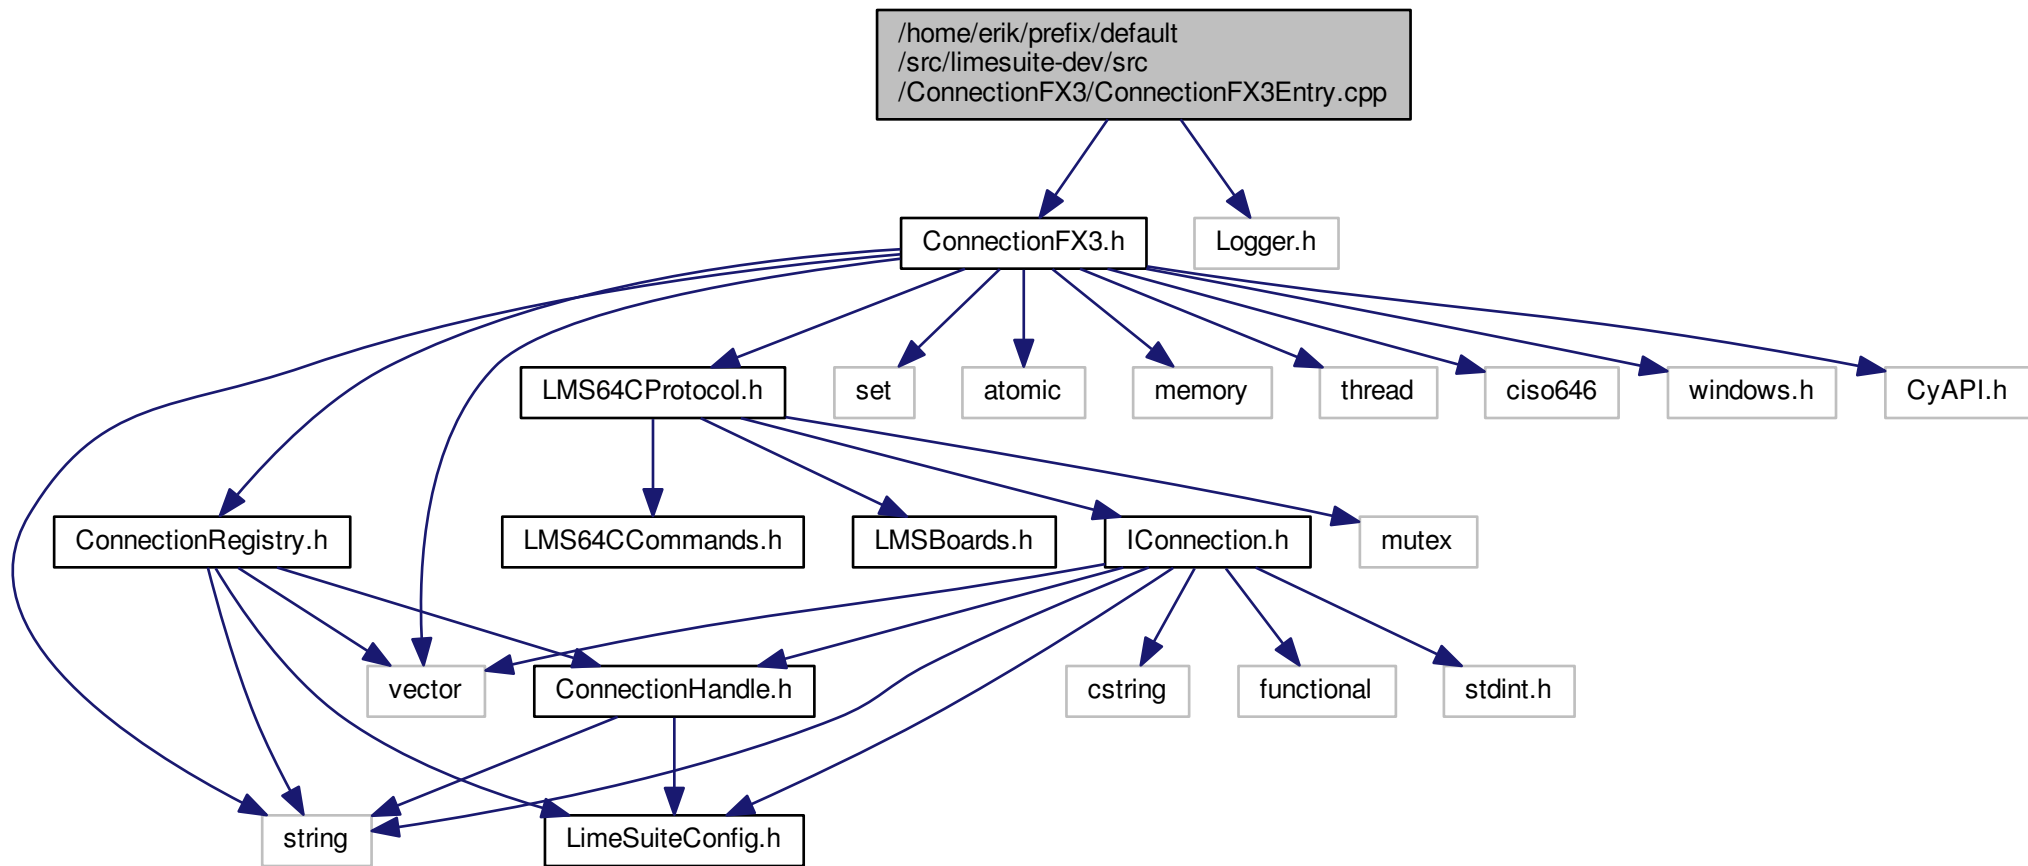 /home/erik/prefix/default
/src/limesuite-dev/src
/ConnectionFX3/ConnectionFX3Entry.cpp
ConnectionFX3.h
Logger.h
LMS64CProtocol.h
set
atomic
memory
thread
ciso646
windows.h
CyAPI.h
ConnectionRegistry.h
LMS64CCommands.h
LMSBoards.h
IConnection.h
mutex
vector
ConnectionHandle.h
cstring
functional
stdint.h
string
LimeSuiteConfig.h